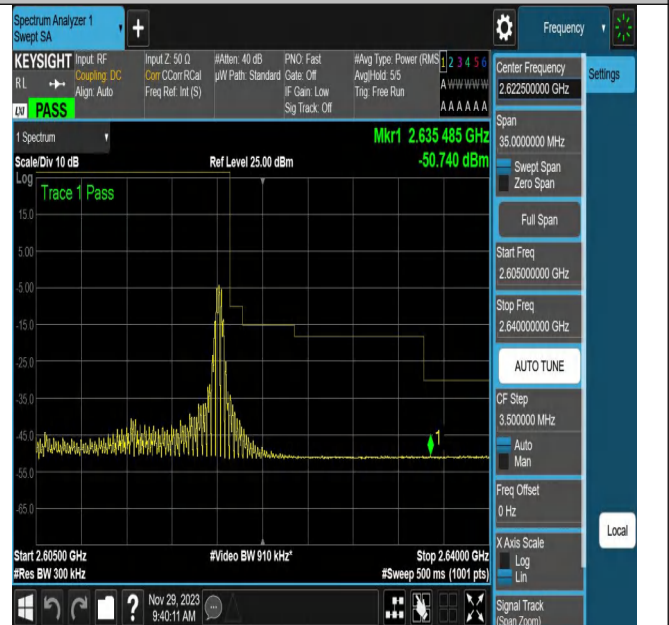 Spectrum Analyzer 1
Swept SA
+
Frequency
KEYSIGHT
RL
LXI
PASS
Input: RF
Coupling: DC
Align: Auto
Input Z: 50 Ω
Corr CCorr RCal
Freq Ref: Int (S)
#Atten: 40 dB
µW Path: Standard
PNO: Fast
Gate: Off
IF Gain: Low
Sig Track: Off
#Avg Type: Power (RMS
Avg|Hold: 5/5
Trig: Free Run
1 2 3 4 5 6
A W W W W W
A A A A A A
1 Spectrum
Scale/Div 10 dB
Ref Level 25.00 dBm
Mkr1 2.635 485 GHz
-50.740 dBm
Log
Trace 1 Pass
15.0
5.00
-5.00
-15.0
-25.0
-35.0
-45.0
-55.0
-65.0
1
Start 2.60500 GHz
#Video BW 910 kHz*
Stop 2.64000 GHz
#Res BW 300 kHz
#Sweep 500 ms (1001 pts)
?
Nov 29, 2023
9:40:11 AM
Center Frequency
2.622500000 GHz
Settings
Span
35.0000000 MHz
Swept Span
Zero Span
Full Span
Start Freq
2.605000000 GHz
Stop Freq
2.640000000 GHz
AUTO TUNE
CF Step
3.500000 MHz
Auto
Man
Freq Offset
0 Hz
X Axis Scale
Log
Lin
Local
Signal Track
(Span Zoom)